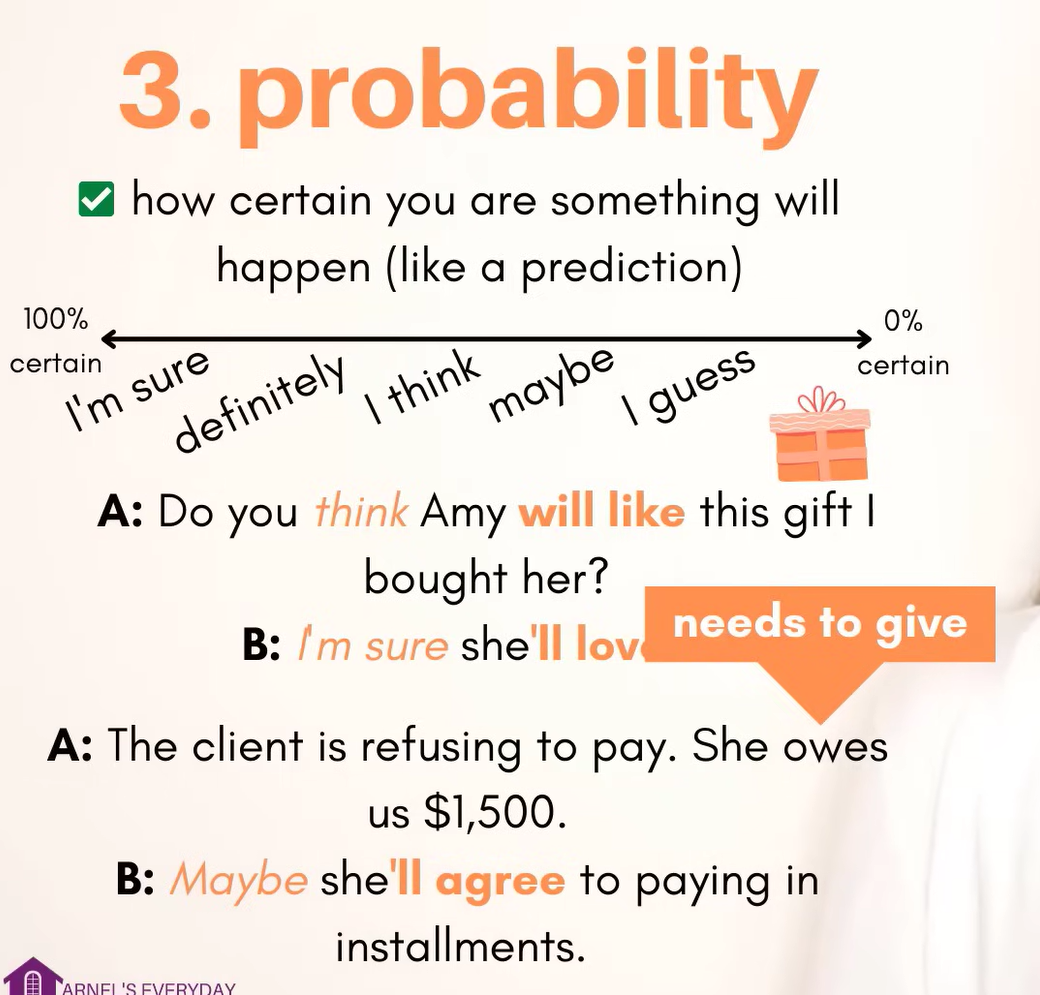 3. probability
✅ how certain you are something will
happen (like a prediction)
100%
certain
0%
certain
I'm sure
definitely
I think
maybe
I guess
A: Do you think Amy will like this gift I
bought her?
B: I'm sure she'll
needs to give
A: The client is refusing to pay. She owes
us $1,500.
B: Maybe she'll agree to paying in
installments.
ARNEL'S EVERYDAY